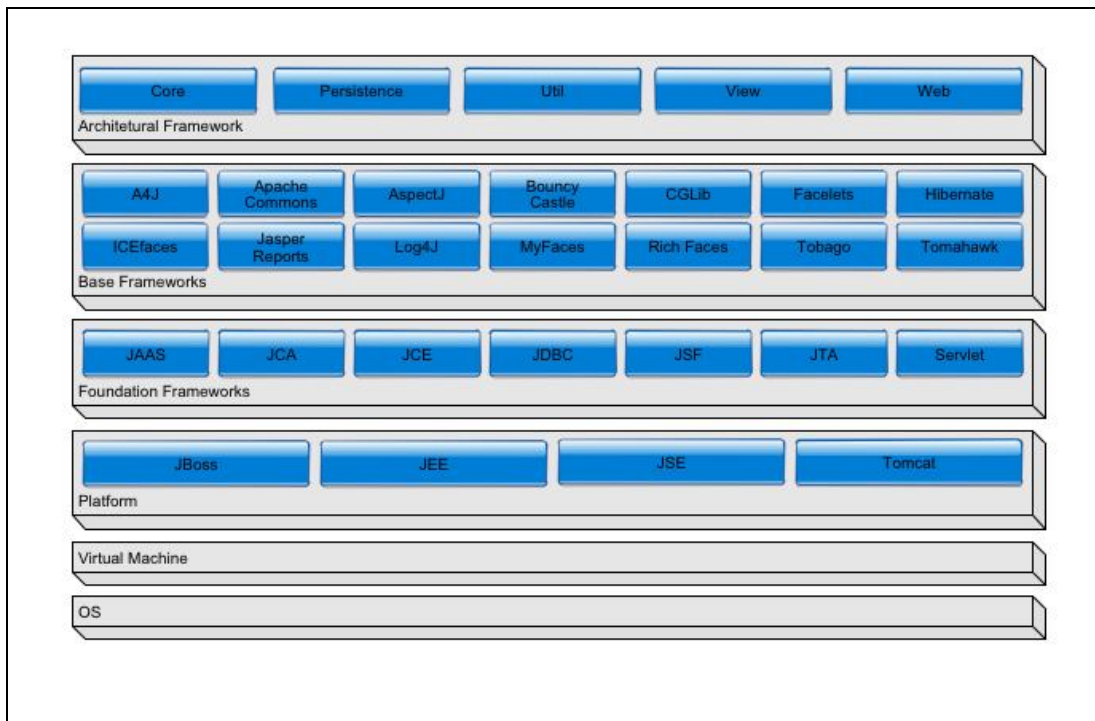 Core Persistence Util View Web
Architetural Framework
A4J Apache Commons AspectJ Bouncy Castle CGLib Facelets Hibernate
ICEfaces Jasper Reports Log4J MyFaces Rich Faces Tobago Tomahawk
Base Frameworks
JAAS JCA JCE JDBC JSF JTA Servlet
Foundation Frameworks
JBoss JEE JSE Tomcat
Platform
Virtual Machine
OS